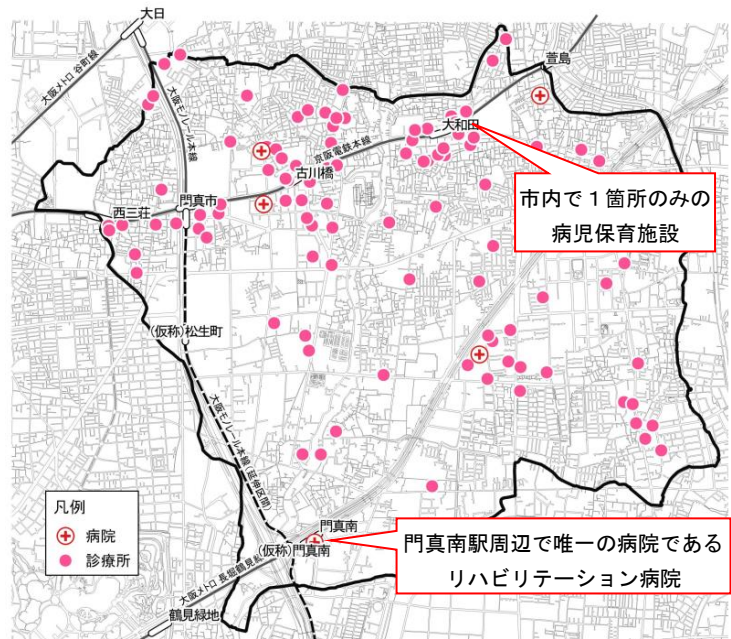 大日
大阪メトロ谷町線
大阪モノレール本線
萱島
大和田
京阪電鉄本線
古川橋
市内で１箇所のみの
病児保育施設
門真市
西三荘
(仮称)松生町
大阪モノレール本線(延伸区間)
凡例
病院
診療所
門真南
(仮称)門真南
門真南駅周辺で唯一の病院である
リハビリテーション病院
大阪メトロ 長堀鶴見緑
鶴見緑地